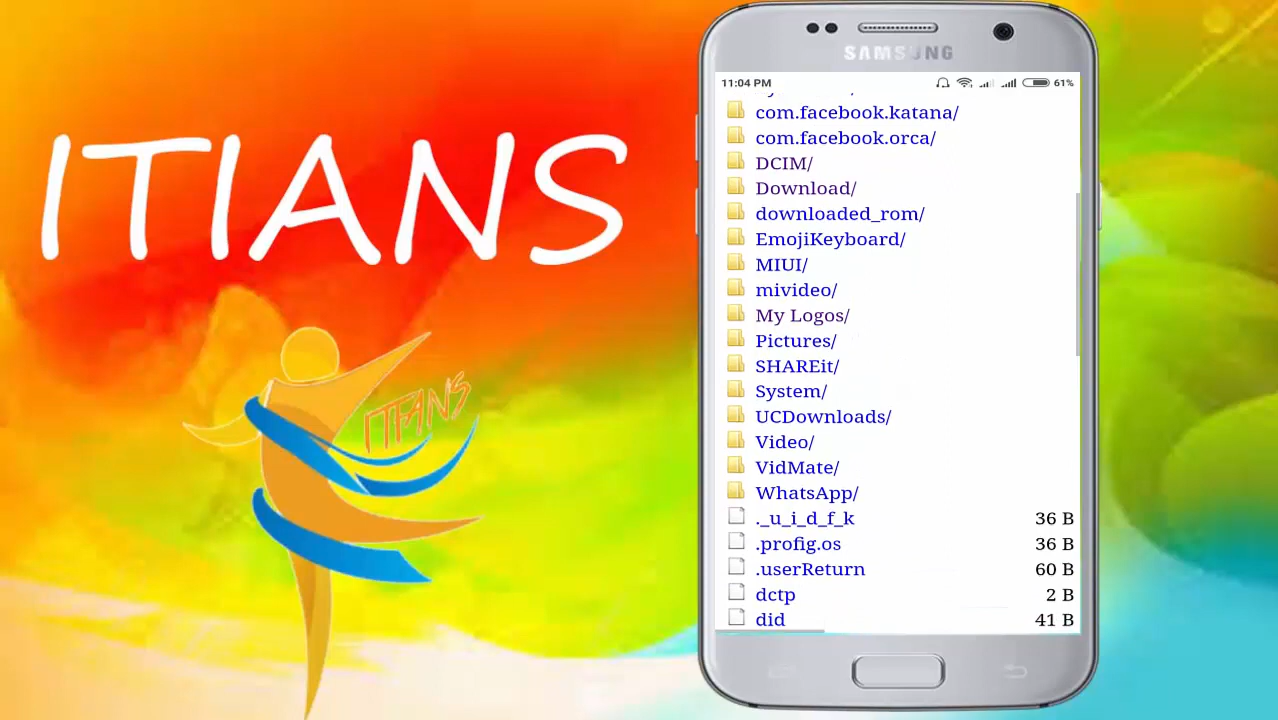 ITIANS
ITIANS
SAMSUNG
11:04 PM 61%
com.facebook.katana/
com.facebook.orca/
DCIM/
Download/
downloaded_rom/
EmojiKeyboard/
MIUI/
mivideo/
My Logos/
Pictures/
SHAREit/
System/
UCDownloads/
Video/
VidMate/
WhatsApp/
._u_i_d_f_k 36 B
.profig.os 36 B
.userReturn 60 B
dctp 2 B
did 41 B